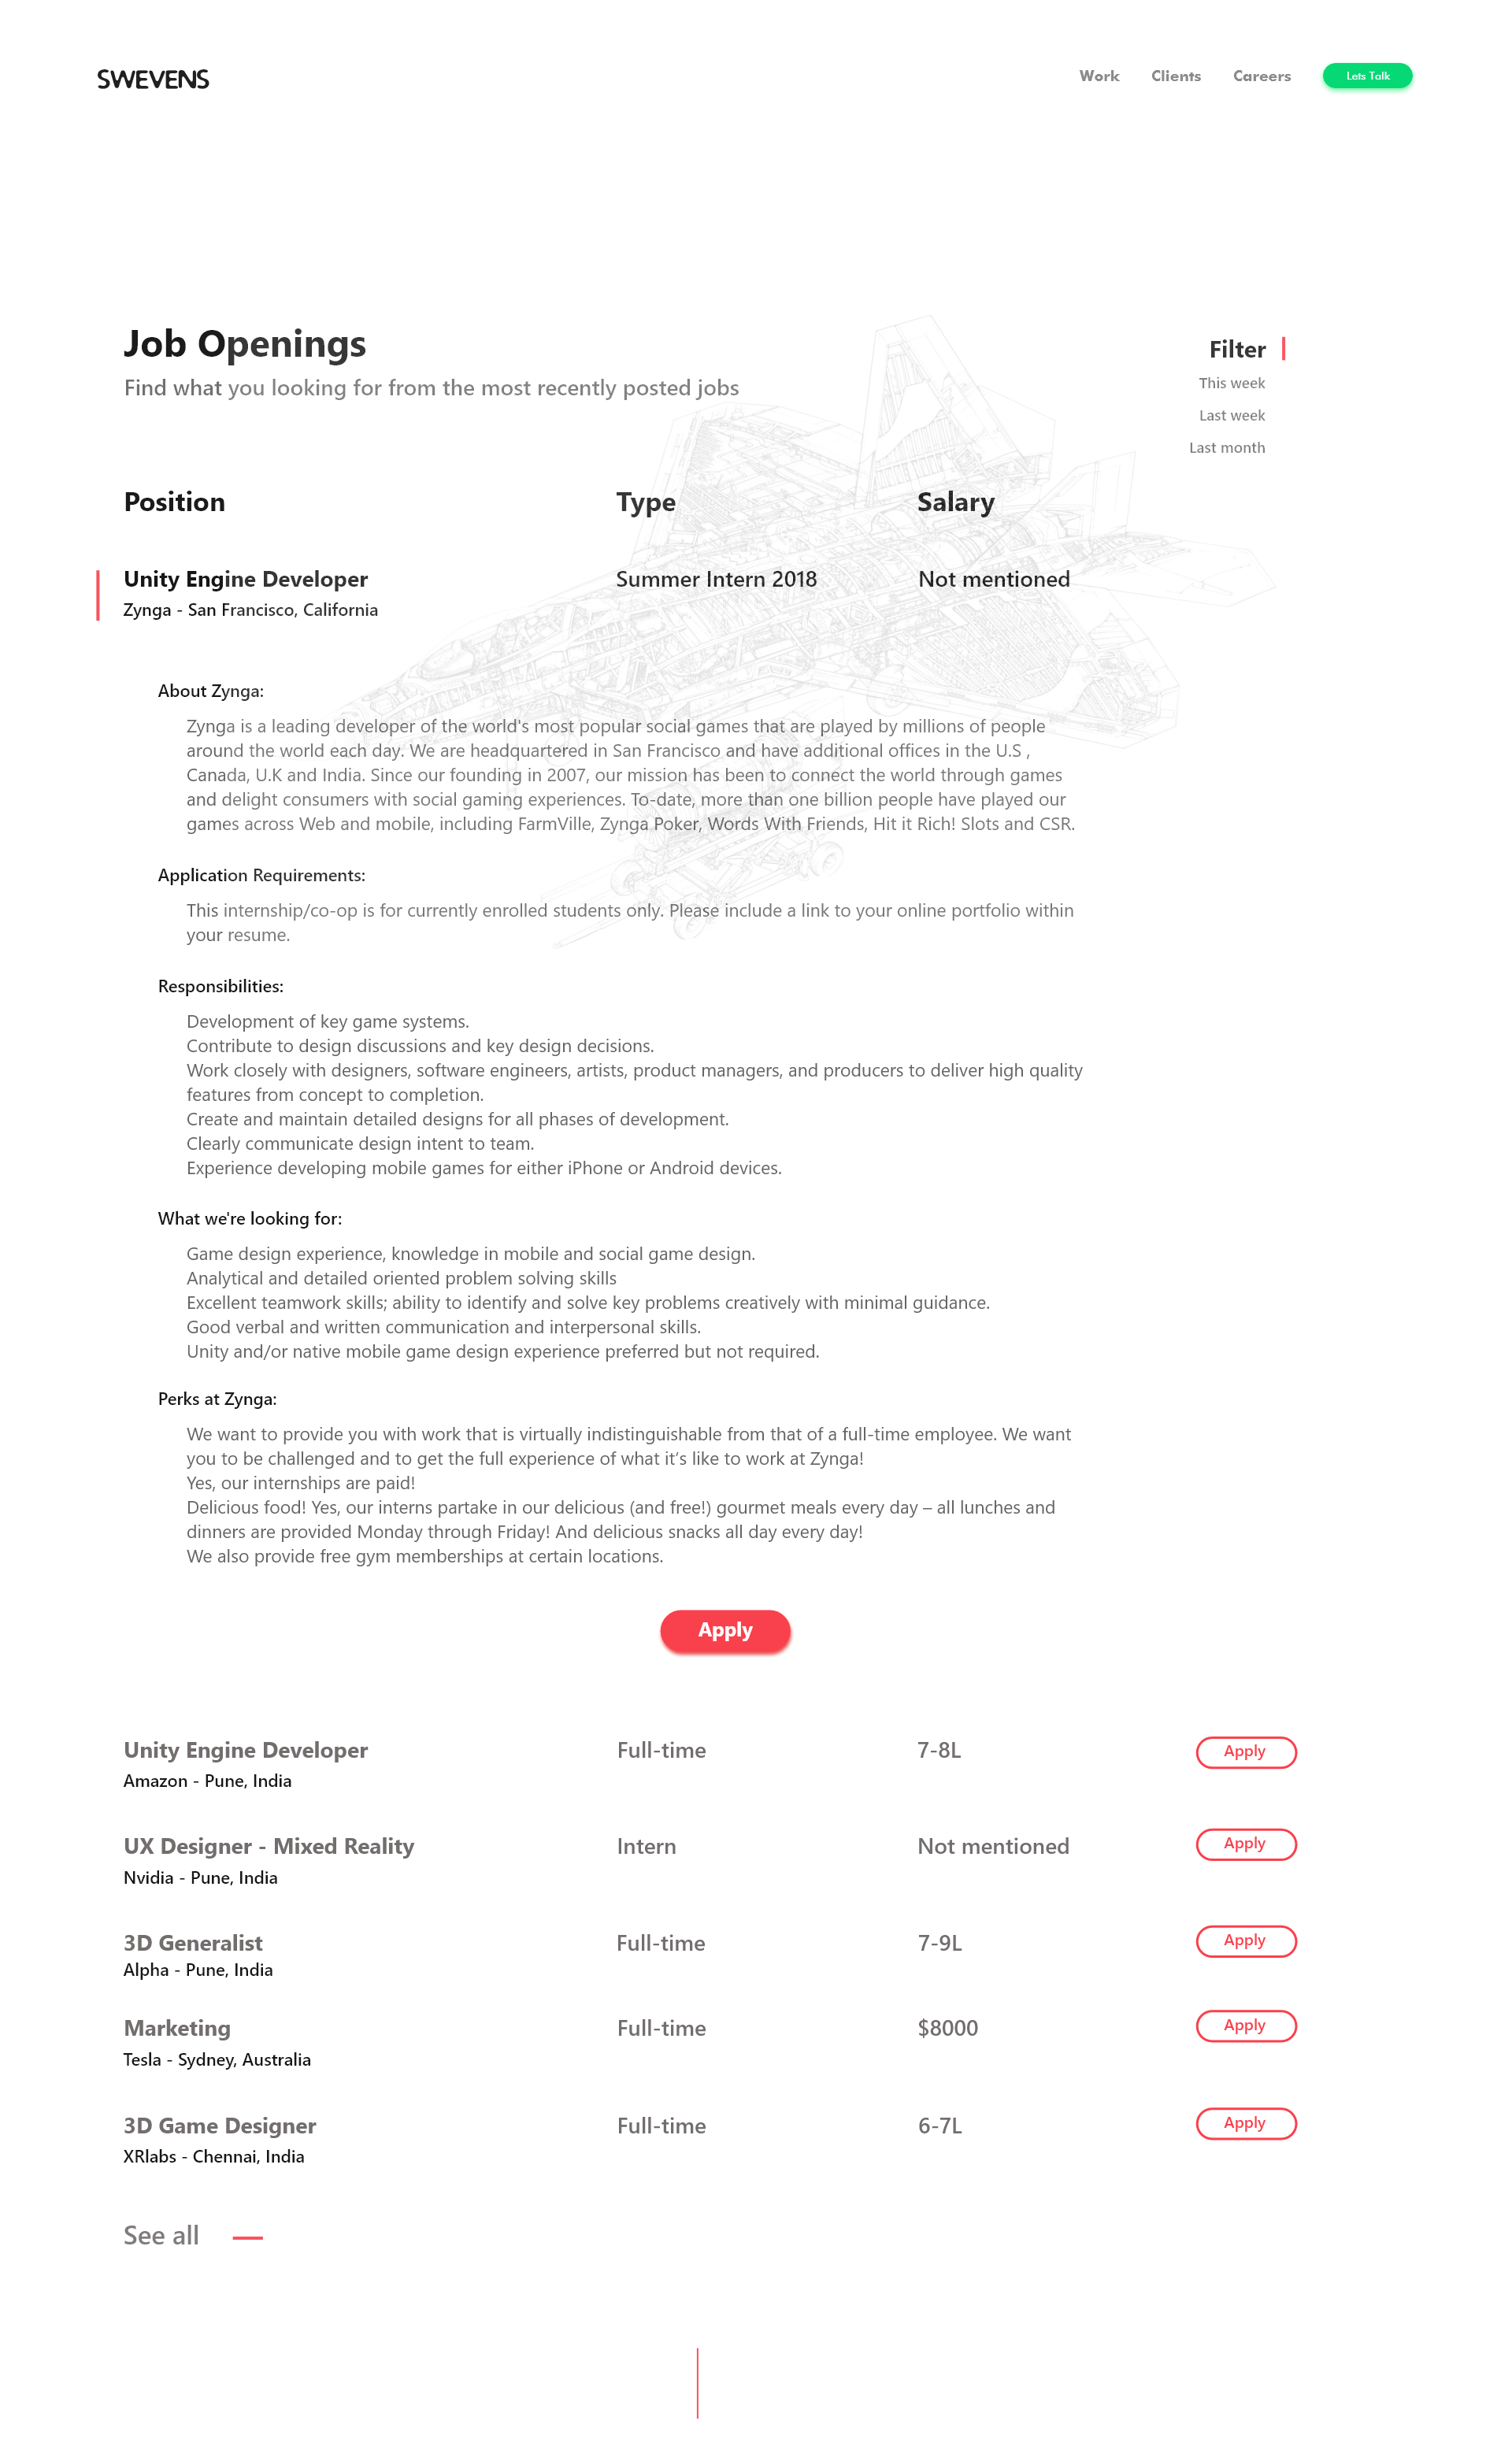 SWEVENS
Work Clients Careers Lets Talk
Job Openings
Find what you looking for from the most recently posted jobs
Filter
This week
Last week
Last month
Position Type Salary
Unity Engine Developer Summer Intern 2018 Not mentioned
Zynga - San Francisco, California
About Zynga:
Zynga is a leading developer of the world's most popular social games that are played by millions of people
around the world each day. We are headquartered in San Francisco and have additional offices in the U.S ,
Canada, U.K and India. Since our founding in 2007, our mission has been to connect the world through games
and delight consumers with social gaming experiences. To-date, more than one billion people have played our
games across Web and mobile, including FarmVille, Zynga Poker, Words With Friends, Hit it Rich! Slots and CSR.
Application Requirements:
This internship/co-op is for currently enrolled students only. Please include a link to your online portfolio within
your resume.
Responsibilities:
Development of key game systems.
Contribute to design discussions and key design decisions.
Work closely with designers, software engineers, artists, product managers, and producers to deliver high quality
features from concept to completion.
Create and maintain detailed designs for all phases of development.
Clearly communicate design intent to team.
Experience developing mobile games for either iPhone or Android devices.
What we're looking for:
Game design experience, knowledge in mobile and social game design.
Analytical and detailed oriented problem solving skills
Excellent teamwork skills; ability to identify and solve key problems creatively with minimal guidance.
Good verbal and written communication and interpersonal skills.
Unity and/or native mobile game design experience preferred but not required.
Perks at Zynga:
We want to provide you with work that is virtually indistinguishable from that of a full-time employee. We want
you to be challenged and to get the full experience of what it’s like to work at Zynga!
Yes, our internships are paid!
Delicious food! Yes, our interns partake in our delicious (and free!) gourmet meals every day – all lunches and
dinners are provided Monday through Friday! And delicious snacks all day every day!
We also provide free gym memberships at certain locations.
Apply
Unity Engine Developer Full-time 7-8L Apply
Amazon - Pune, India
UX Designer - Mixed Reality Intern Not mentioned Apply
Nvidia - Pune, India
3D Generalist Full-time 7-9L Apply
Alpha - Pune, India
Marketing Full-time $8000 Apply
Tesla - Sydney, Australia
3D Game Designer Full-time 6-7L Apply
XRlabs - Chennai, India
See all